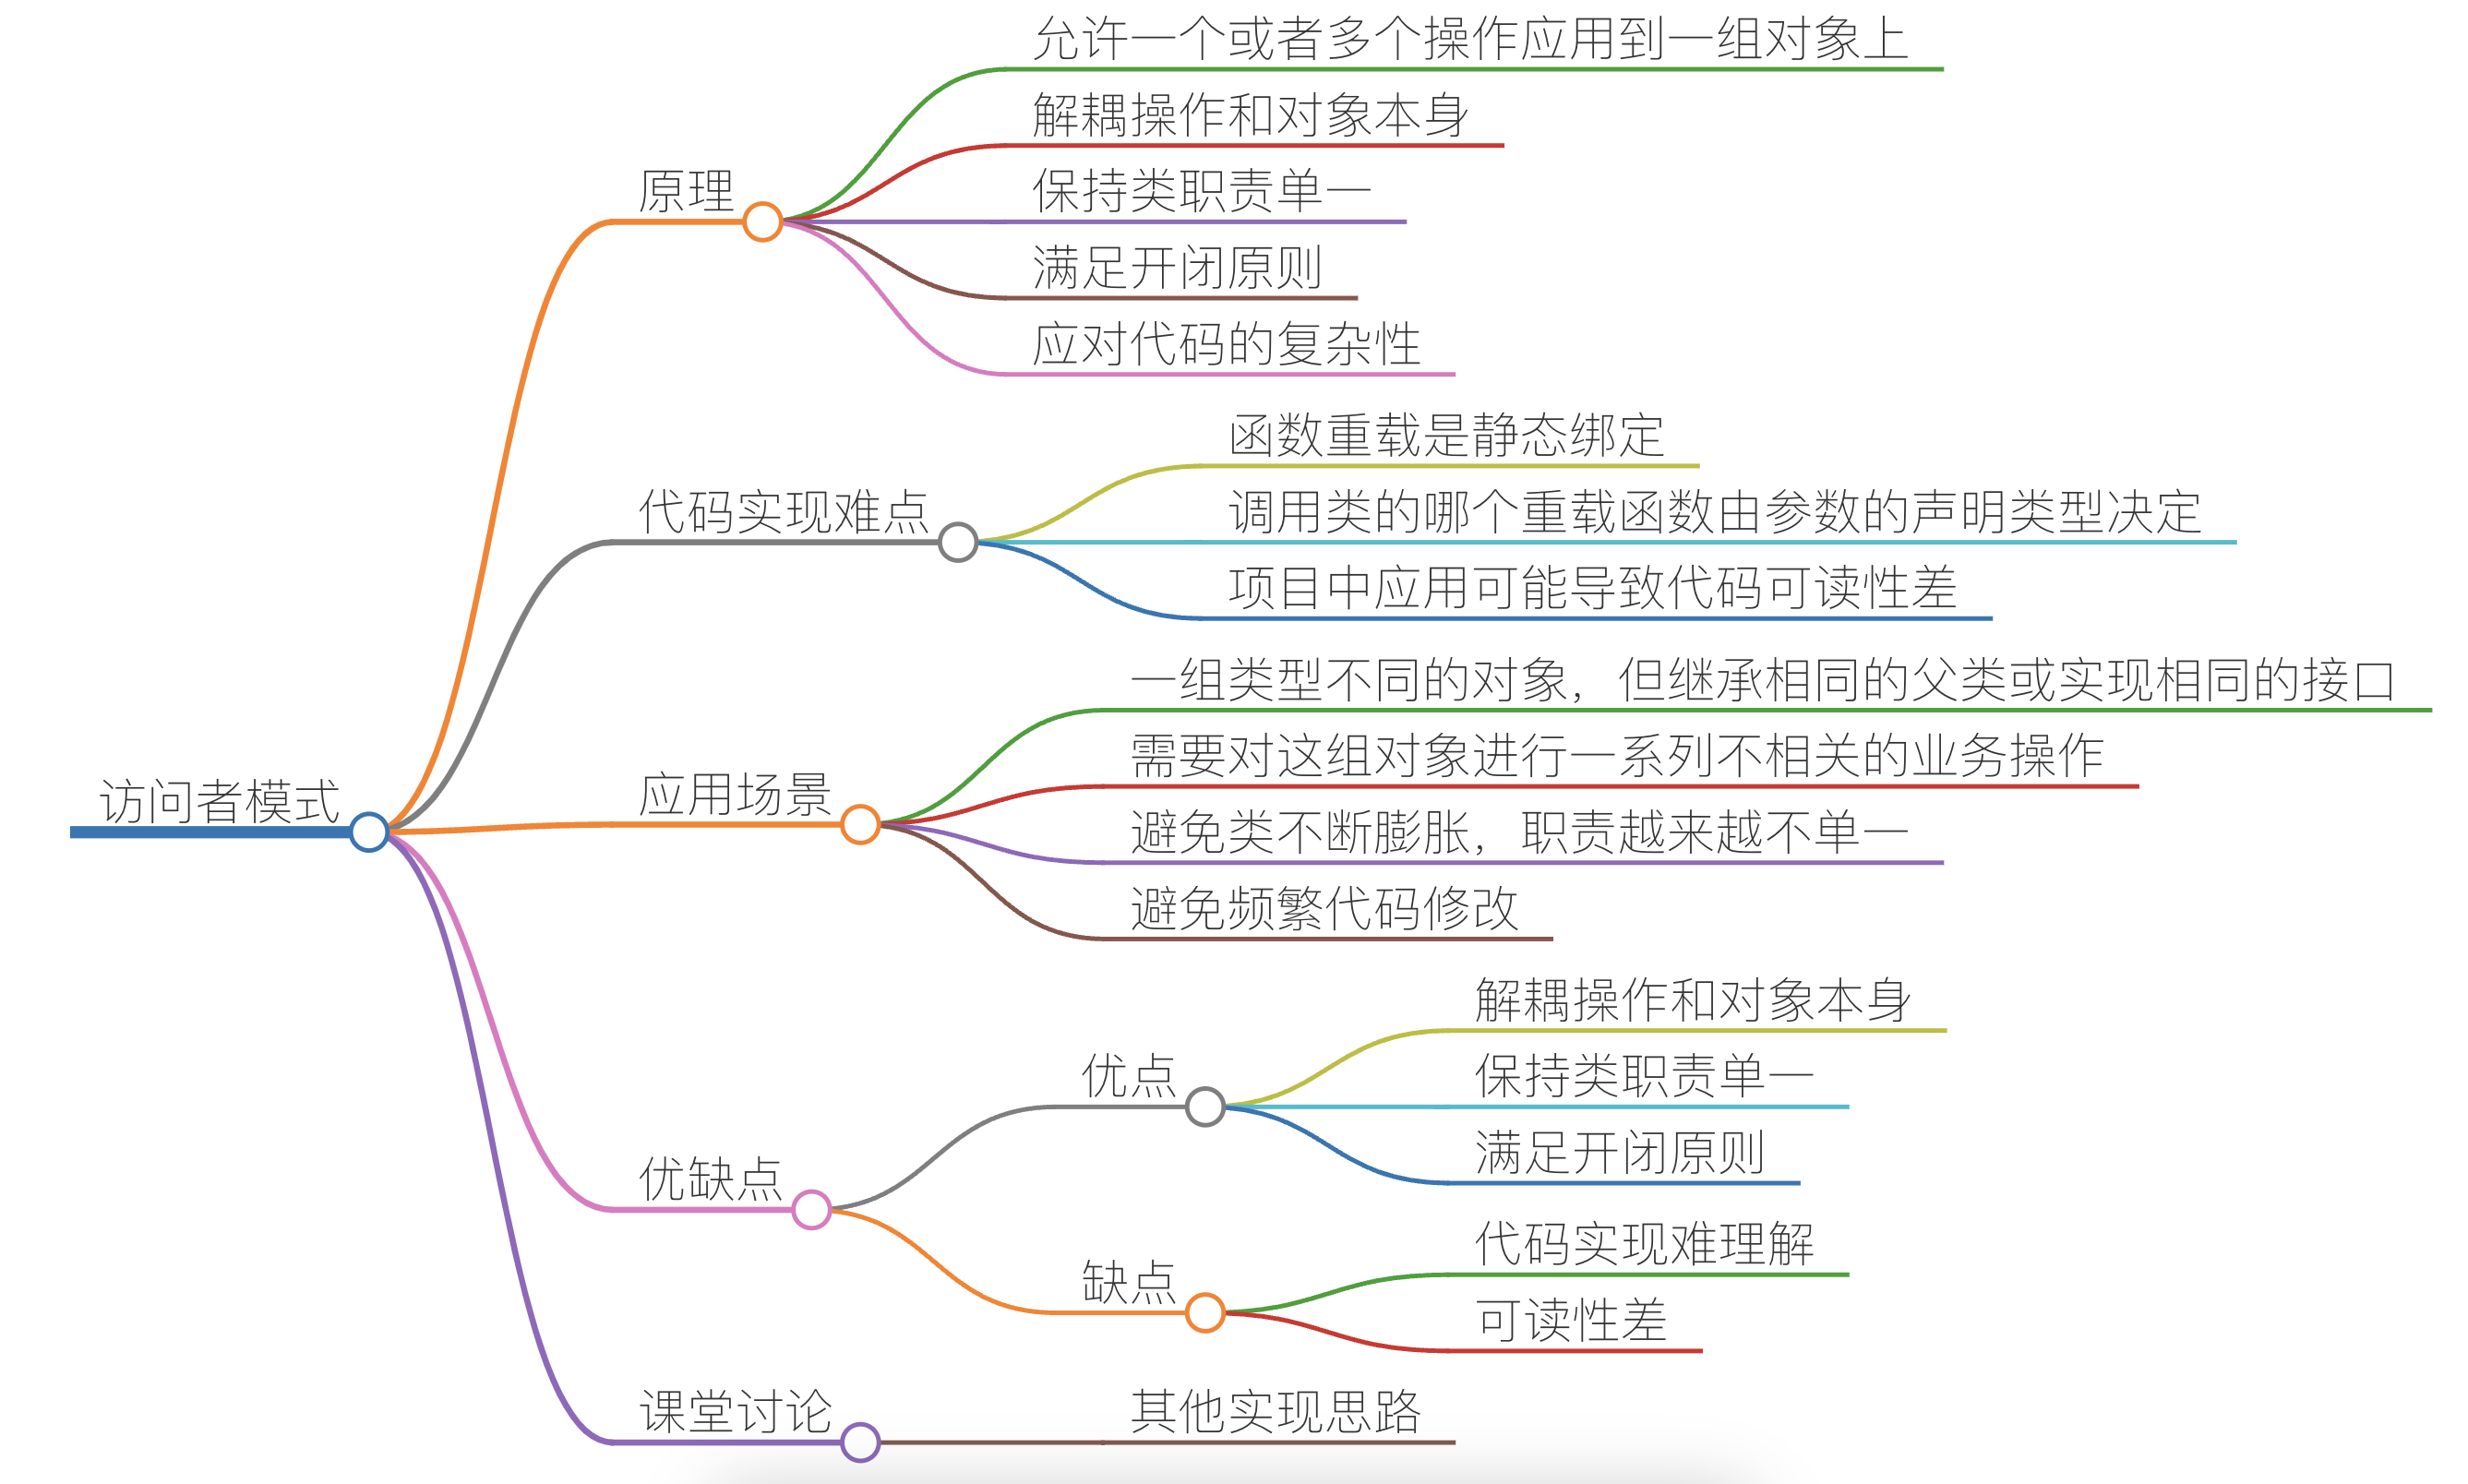 访问者模式
原理
允许一个或者多个操作应用到一组对象上
解耦操作和对象本身
保持类职责单一
满足开闭原则
应对代码的复杂性
代码实现难点
函数重载是静态绑定
调用类的哪个重载函数由参数的声明类型决定
项目中应用可能导致代码可读性差
应用场景
一组类型不同的对象，但继承相同的父类或实现相同的接口
需要对这组对象进行一系列不相关的业务操作
避免类不断膨胀，职责越来越不单一
避免频繁代码修改
优缺点
优点
解耦操作和对象本身
保持类职责单一
满足开闭原则
缺点
代码实现难理解
可读性差
课堂讨论
其他实现思路